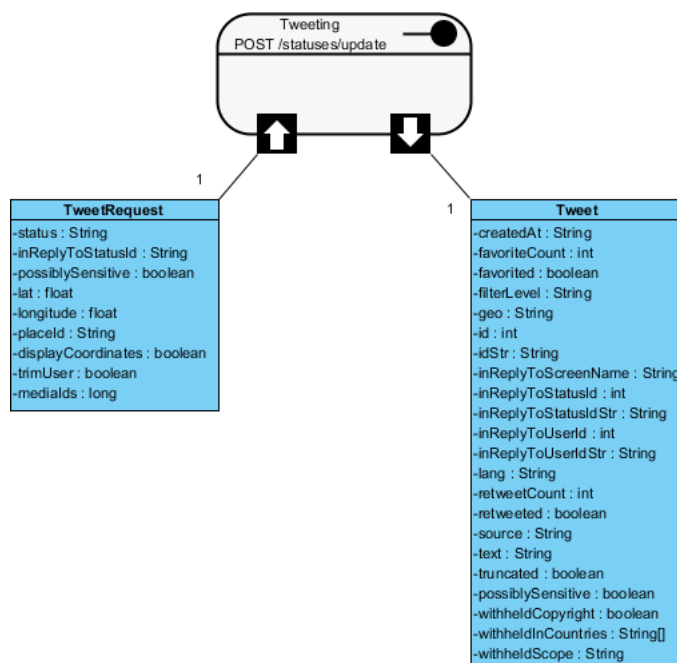 Tweeting
POST /statuses/update
1
TweetRequest
-status : String
-inReplyToStatusId : String
-possiblySensitive : boolean
-lat : float
-longitude : float
-placeId : String
-displayCoordinates : boolean
-trimUser : boolean
-mediaIds : long
1
Tweet
-createdAt : String
-favoriteCount : int
-favorited : boolean
-filterLevel : String
-geo : String
-id : int
-idStr : String
-inReplyToScreenName : String
-inReplyToStatusId : int
-inReplyToStatusIdStr : String
-inReplyToUserId : int
-inReplyToUserIdStr : String
-lang : String
-retweetCount : int
-retweeted : boolean
-source : String
-text : String
-truncated : boolean
-possiblySensitive : boolean
-withheldCopyright : boolean
-withheldInCountries : String[]
-withheldScope : String